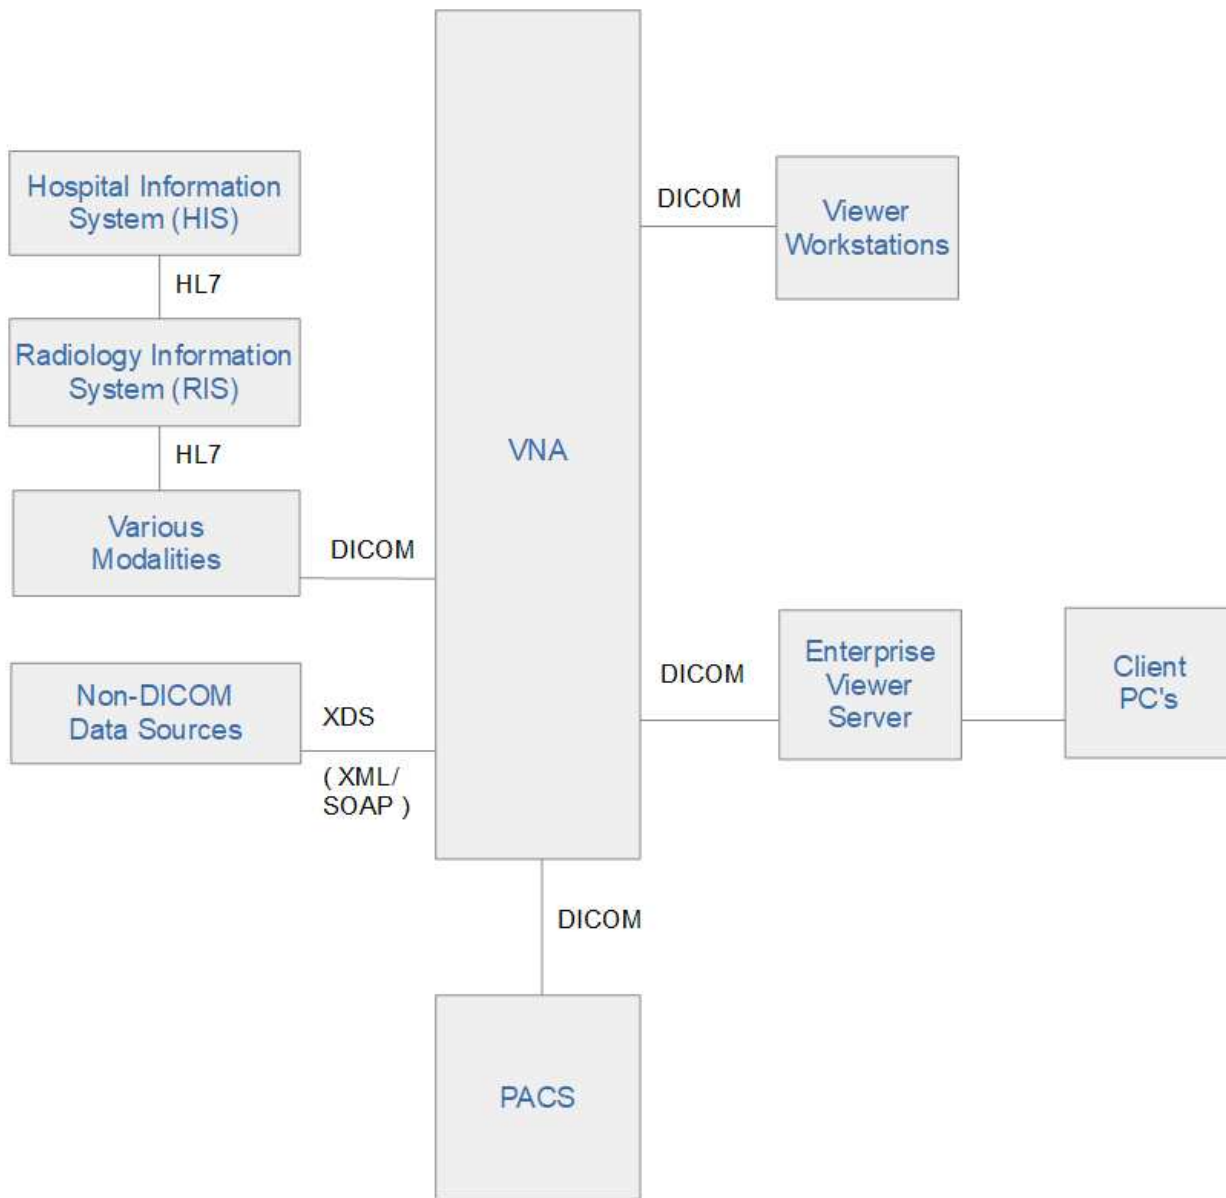 Hospital Information
System (HIS)
HL7
Radiology Information
System (RIS)
HL7
Various
Modalities
DICOM
Non-DICOM
Data Sources
XDS
( XML/
SOAP )
VNA
DICOM
Viewer
Workstations
DICOM
Enterprise
Viewer
Server
Client
PC's
DICOM
PACS